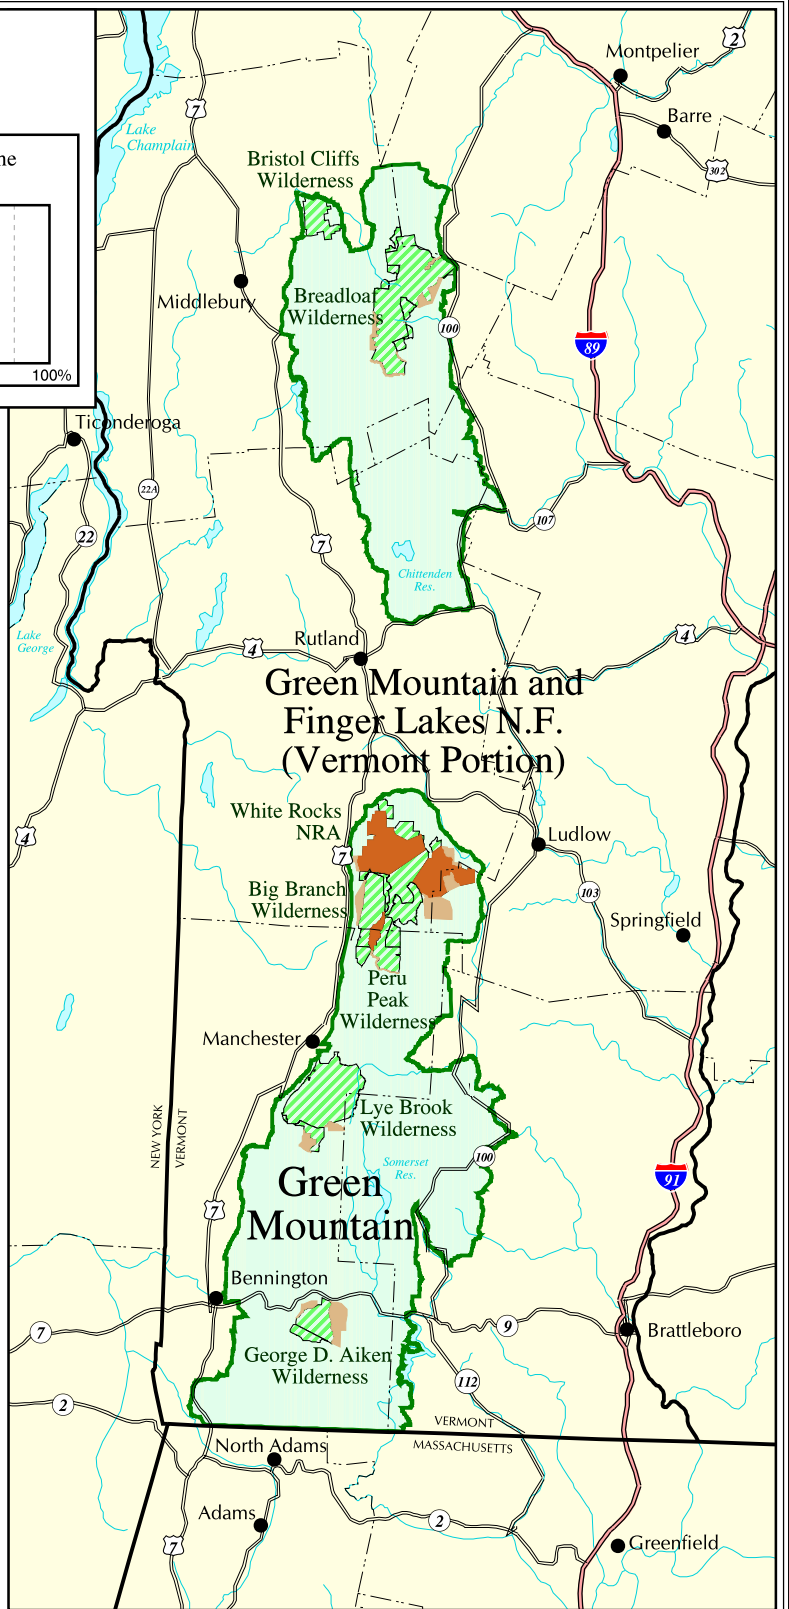 Montpelier
2
7
Barre
Lake
Champlain
ne
Bristol Cliffs
Wilderness
302
Middlebury
Breadloaf
Wilderness
100
89
100%
Ticonderoga
22A
22
107
7
Chittenden
Res.
Lake
George
4
Rutland
4
Green Mountain and
Finger Lakes N.F.
(Vermont Portion)
White Rocks
NRA
4
7
Ludlow
Big Branch
Wilderness
103
Springfield
Peru
Peak
Wilderness
Manchester
NEW YORK
VERMONT
Lye Brook
Wilderness
100
Somerset
Res.
91
Green
Mountain
7
Bennington
7
9
Brattleboro
George D. Aiken
Wilderness
112
2
VERMONT
MASSACHUSETTS
North Adams
Adams
2
7
Greenfield